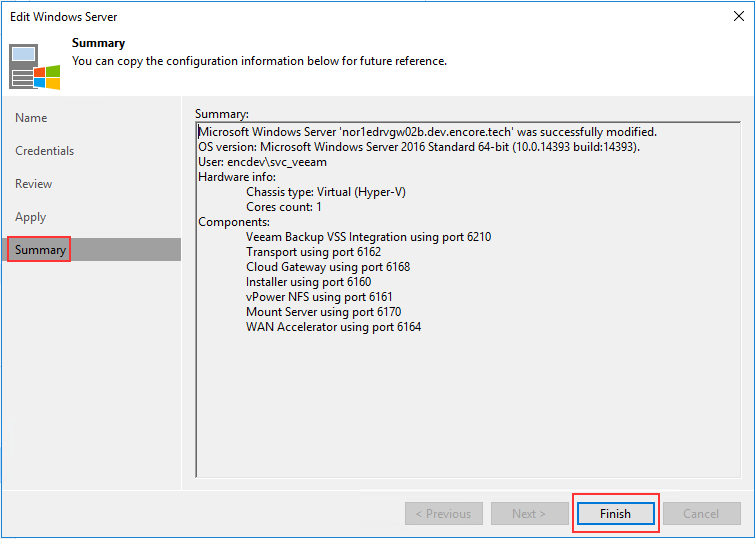 Edit Windows Server
Summary
You can copy the configuration information below for future reference.
Name
Credentials
Review
Apply
Summary
Summary:
Microsoft Windows Server 'nor1edrvgw02b.dev.encore.tech' was successfully modified.
OS version: Microsoft Windows Server 2016 Standard 64-bit (10.0.14393 build:14393).
User: encdev\svc_veeam
Hardware info:
Chassis type: Virtual (Hyper-V)
Cores count: 1
Components:
Veeam Backup VSS Integration using port 6210
Transport using port 6162
Cloud Gateway using port 6168
Installer using port 6160
vPower NFS using port 6161
Mount Server using port 6170
WAN Accelerator using port 6164
< Previous
Next >
Finish
Cancel